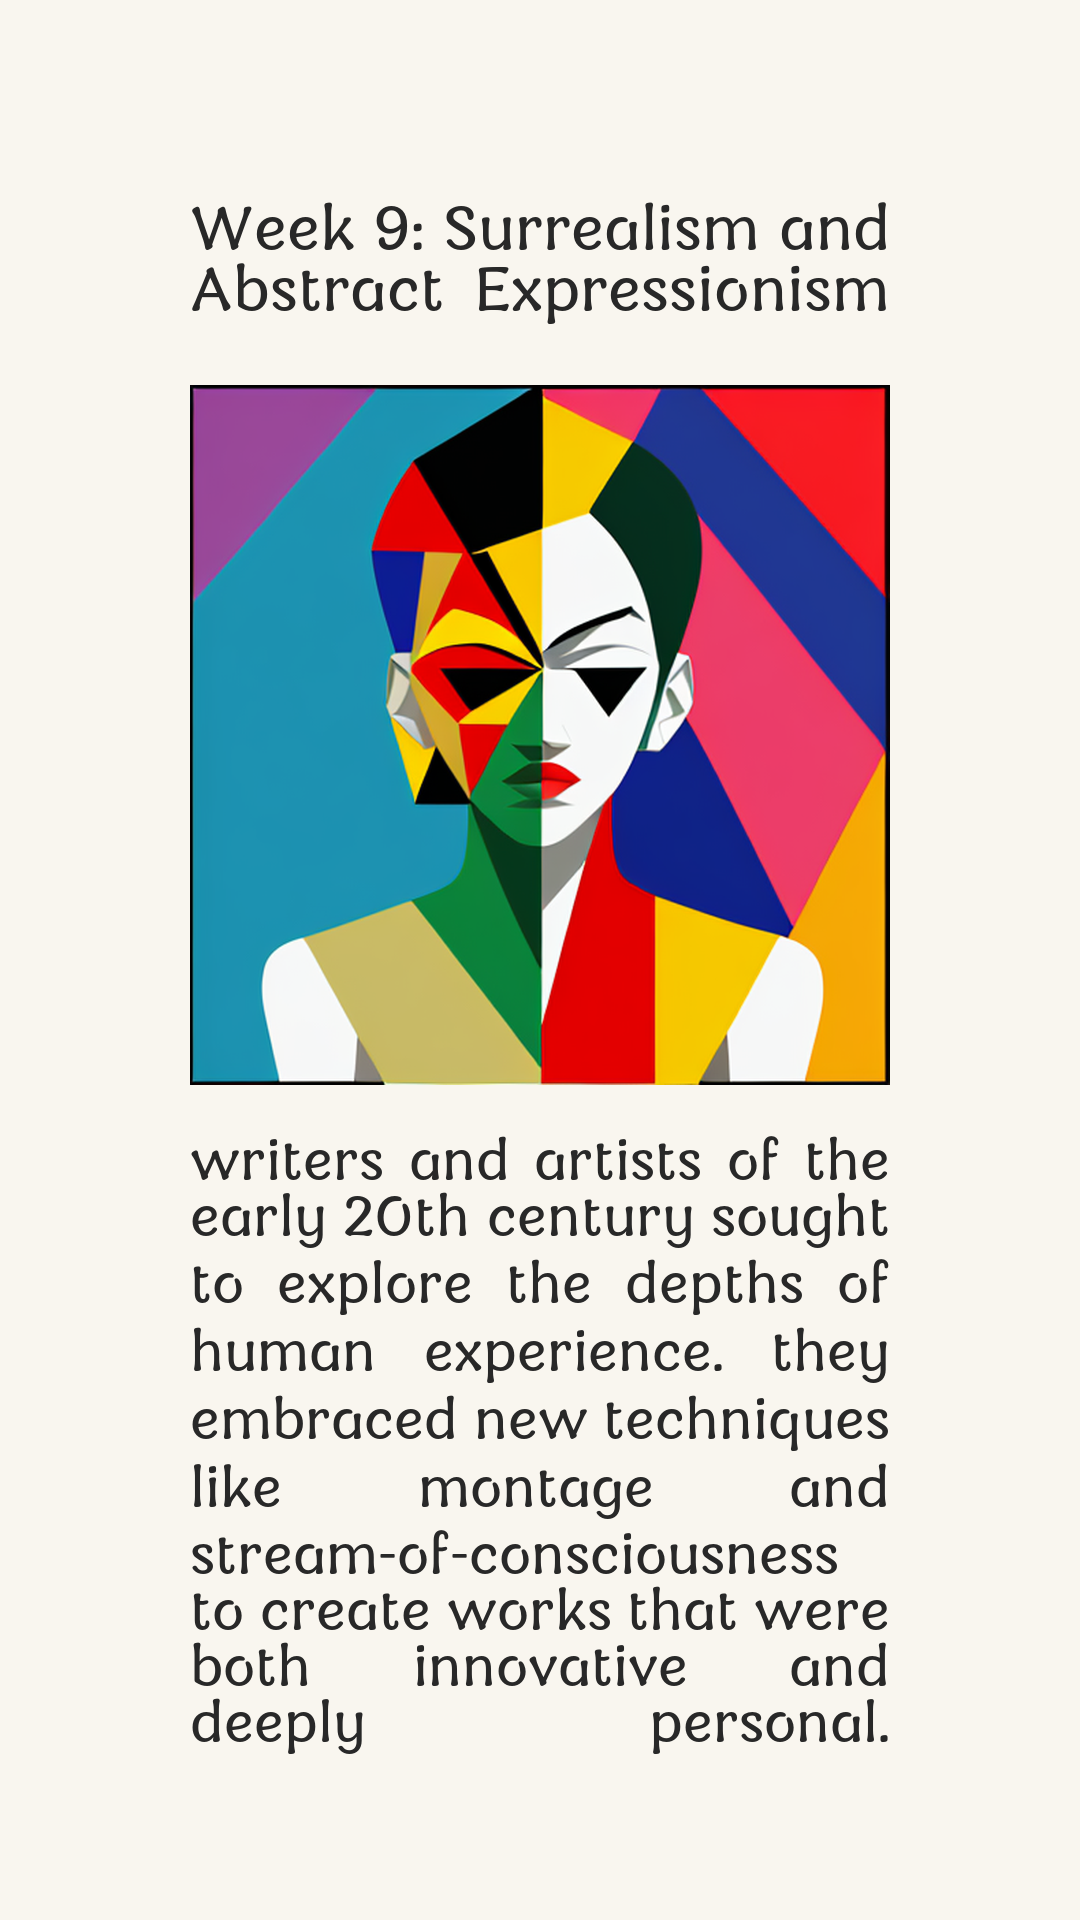 Week 9: Surrealism and
Abstract Expressionism
writers and artists of the
early 20th century sought
to explore the depths of
human experience. they
embraced new techniques
like montage and
stream-of-consciousness
to create works that were
both innovative and
deeply personal.